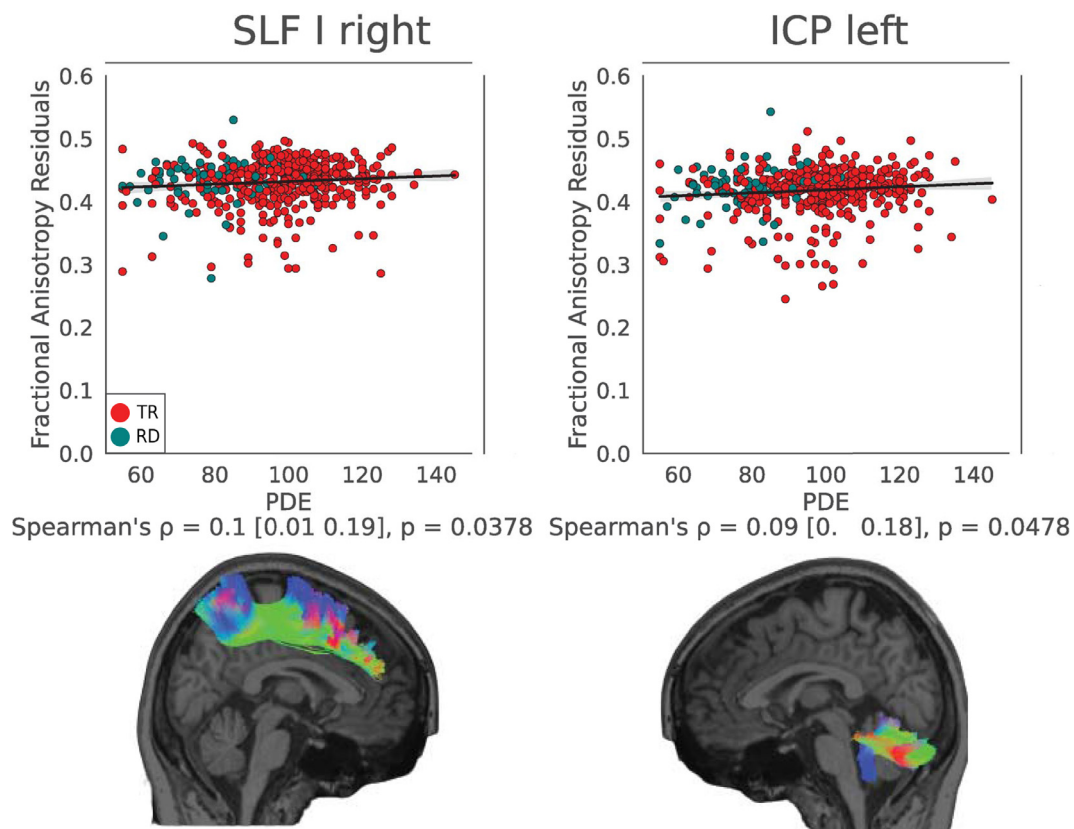 SLF I right
ICP left
Fractional Anisotropy Residuals
0.6
0.5
0.4
0.3
0.2
0.1
0.0
TR
RD
60 80 100 120 140
PDE
Spearman's ρ = 0.1 [0.01 0.19], p = 0.0378
Fractional Anisotropy Residuals
0.6
0.5
0.4
0.3
0.2
0.1
0.0
60 80 100 120 140
PDE
Spearman's ρ = 0.09 [0. 0.18], p = 0.0478